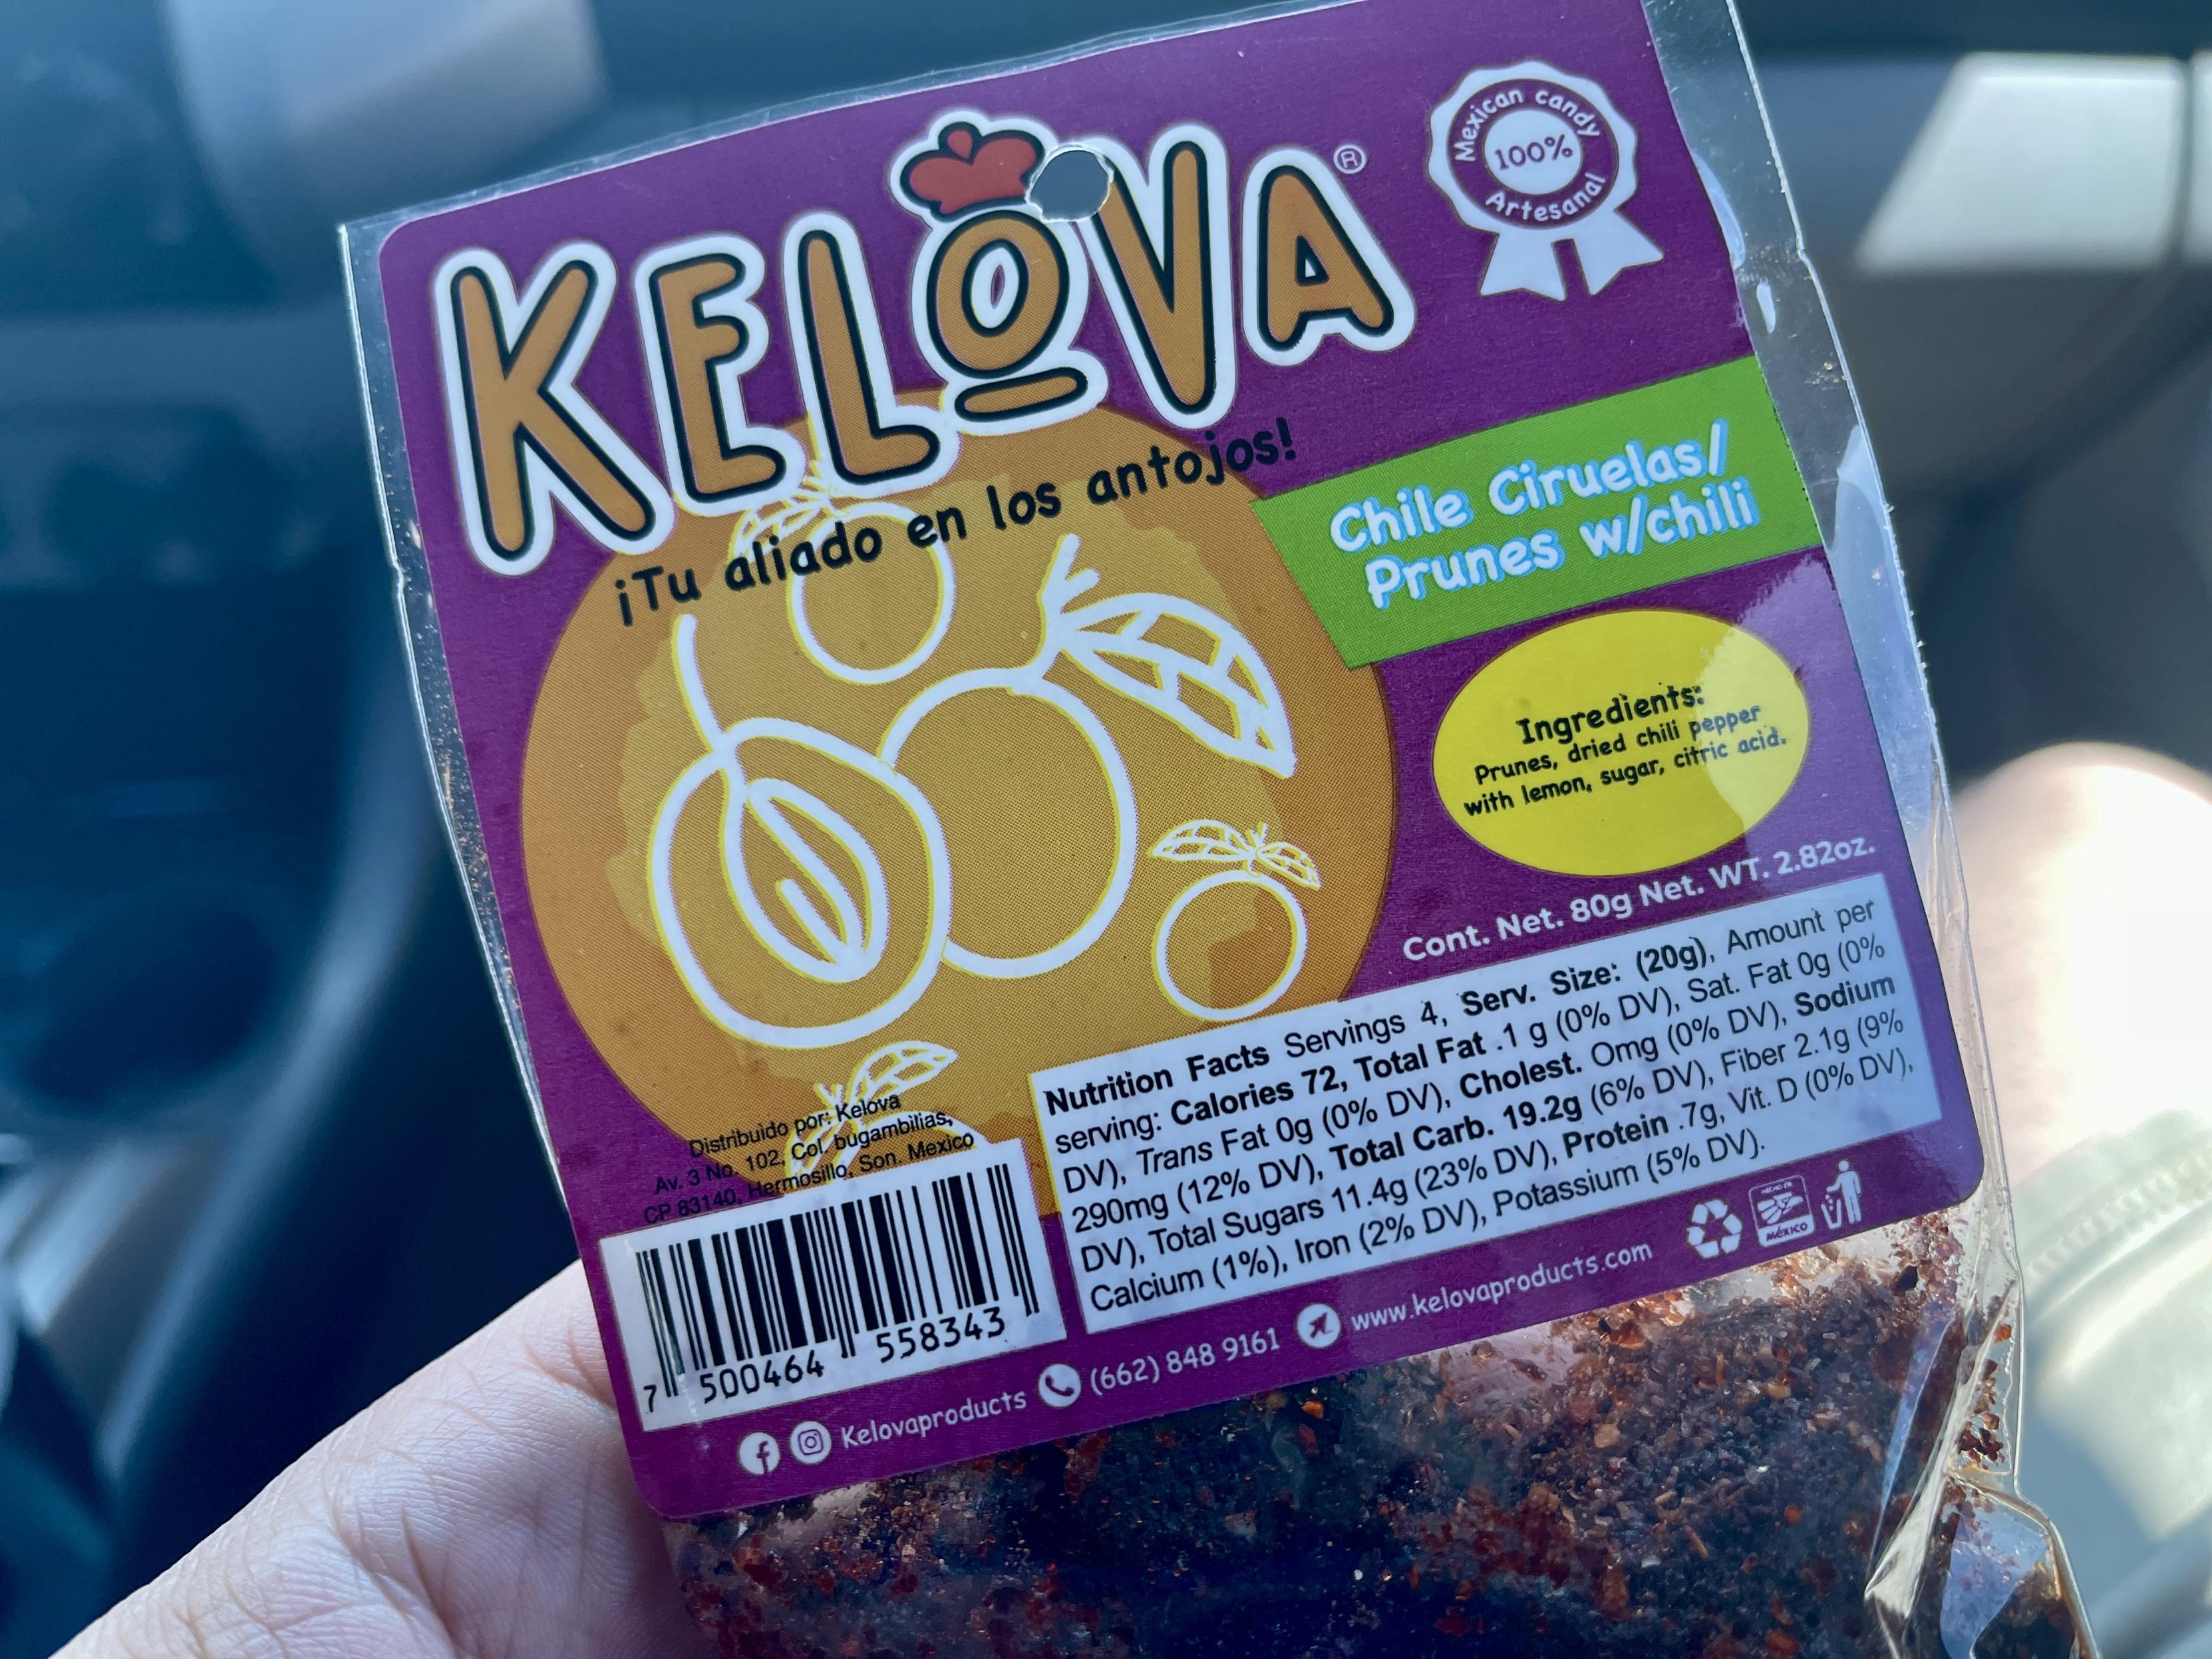 KELOVA®
¡Tu aliado en los antojos!
Mexican candy
100%
Artesanal
Chile Ciruelas/
Prunes w/chili
Ingredients:
Prunes, dried chili pepper
with lemon, sugar, citric acid.
Cont. Net. 80g Net. WT. 2.82oz.
Nutrition Facts Servings 4, Serv. Size: (20g), Amount per
serving: Calories 72, Total Fat .1 g (0% DV), Sat. Fat 0g (0%
DV), Trans Fat 0g (0% DV), Cholest. 0mg (0% DV), Sodium
290mg (12% DV), Total Carb. 19.2g (6% DV), Fiber 2.1g (9%
DV), Total Sugars 11.4g (23% DV), Protein .7g, Vit. D (0% DV),
Calcium (1%), Iron (2% DV), Potassium (5% DV).
Distribuido por: Kelova
Av. 3 No. 102, Col. bugambilias,
CP 83140, Hermosillo, Son. Mexico
7 500464 558343
Kelovaproducts (662) 848 9161 www.kelovaproducts.com
HECHO EN
MÉXICO